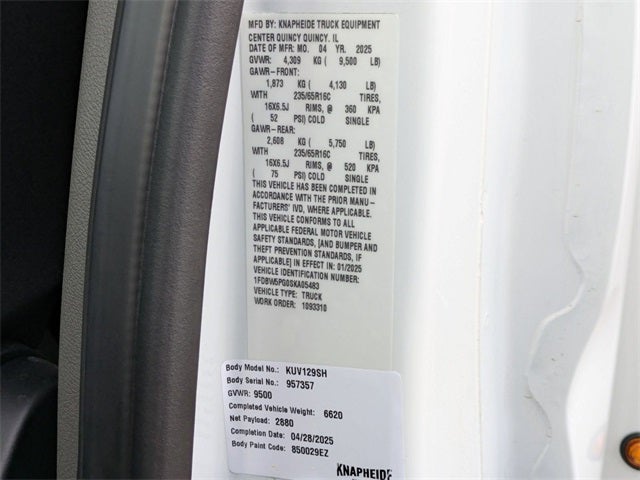 MFG BY: KNAPHEIDE TRUCK EQUIPMENT
CENTER QUINCY QUINCY, IL
DATE OF MFR: MO. 04 YR. 2025
GVWR: 4,309 KG ( 9,500 LB)
GAWR-FRONT:
1,873 KG ( 4,130 LB)
WITH 235/65R16C TIRES,
16X6.5J RIMS, @ 360 KPA
( 52 PSI) COLD SINGLE
GAWR-REAR:
2,608 KG ( 5,750 LB)
WITH 235/65R16C TIRES,
16X6.5J RIMS, @ 520 KPA
( 75 PSI) COLD SINGLE
THIS VEHICLE HAS BEEN COMPLETED IN
ACCORDANCE WITH THE PRIOR MANU-
FACTURERS' IVD, WHERE APPLICABLE.
THIS VEHICLE CONFORMS TO ALL
APPLICABLE FEDERAL MOTOR VEHICLE
SAFETY STANDARDS, [AND BUMPER AND
THEFT PREVENTION STANDARDS, IF
APPLICABLE] IN EFFECT IN: 01/2025
VEHICLE IDENTIFICATION NUMBER:
1FDBW5PG0SKA05483
VEHICLE TYPE: TRUCK
WORK ORDER: 1093310
Body Model No.: KUV129SH
Body Serial No.: 957357
GVWR: 9500
Completed Vehicle Weight: 6620
Net Payload: 2880
Completion Date: 04/28/2025
Body Paint Code: 850029EZ
KNAPHEIDE